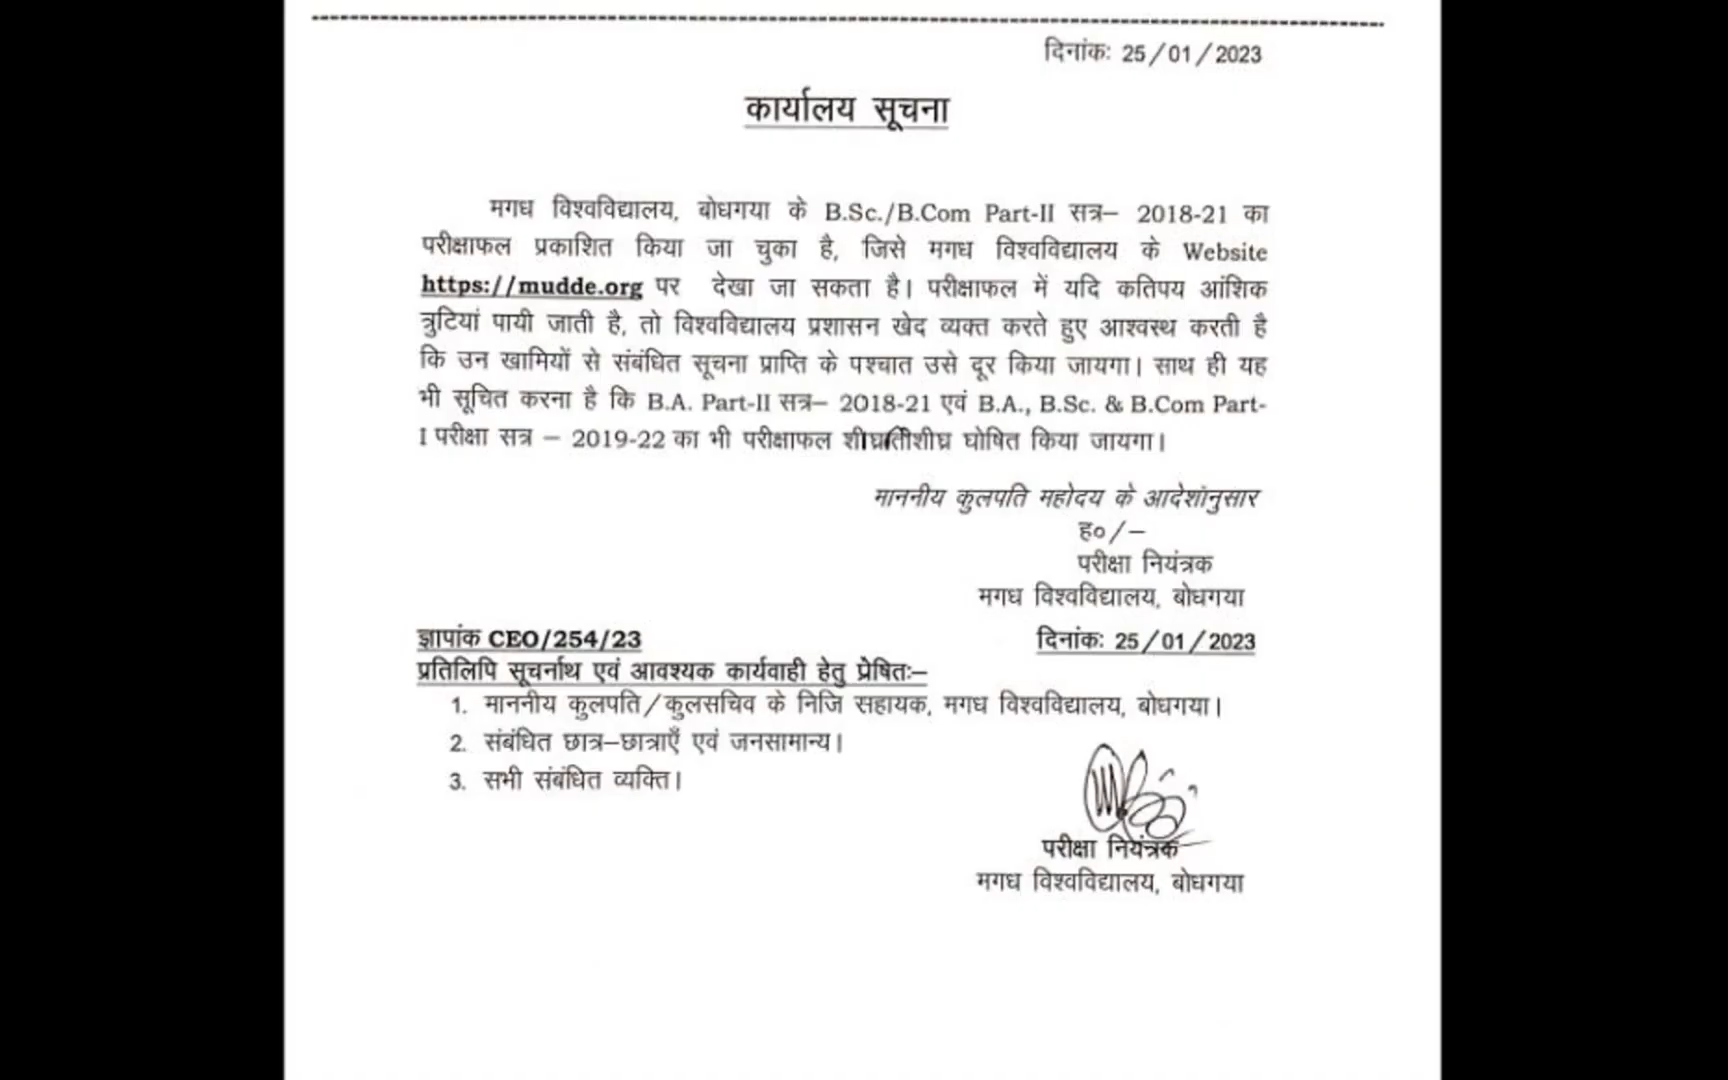 दिनांक: 25/01/2023
कार्यालय सूचना
मगध विश्वविद्यालय, बोधगया के B.Sc./B.Com Part-II सत्र– 2018-21 का
परीक्षाफल प्रकाशित किया जा चुका है, जिसे मगध विश्वविद्यालय के Website
https://mudde.org पर देखा जा सकता है। परीक्षाफल में यदि कतिपय आंशिक
त्रुटियां पायी जाती है, तो विश्वविद्यालय प्रशासन खेद व्यक्त करते हुए आश्वस्थ करती है
कि उन खामियों से संबंधित सूचना प्राप्ति के पश्चात उसे दूर किया जायगा। साथ ही यह
भी सूचित करना है कि B.A. Part-II सत्र– 2018-21 एवं B.A., B.Sc. & B.Com Part-
I परीक्षा सत्र – 2019-22 का भी परीक्षाफल घोषित किया जायगा।
माननीय कुलपति महोदय के आदेशांनुसार
ह०/–
परीक्षा नियंत्रक
मगध विश्वविद्यालय, बोधगया
ज्ञापांक CEO/254/23 दिनांक: 25/01/2023
प्रतिलिपि सूचर्नाथ एवं आवश्यक कार्यवाही हेतु प्रेषितः–
1. माननीय कुलपति/कुलसचिव के निजि सहायक, मगध विश्वविद्यालय, बोधगया।
2. संबंधित छात्र–छात्राएँ एवं जनसामान्य।
3. सभी संबंधित व्यक्ति।
परीक्षा नियंत्रक
मगध विश्वविद्यालय, बोधगया